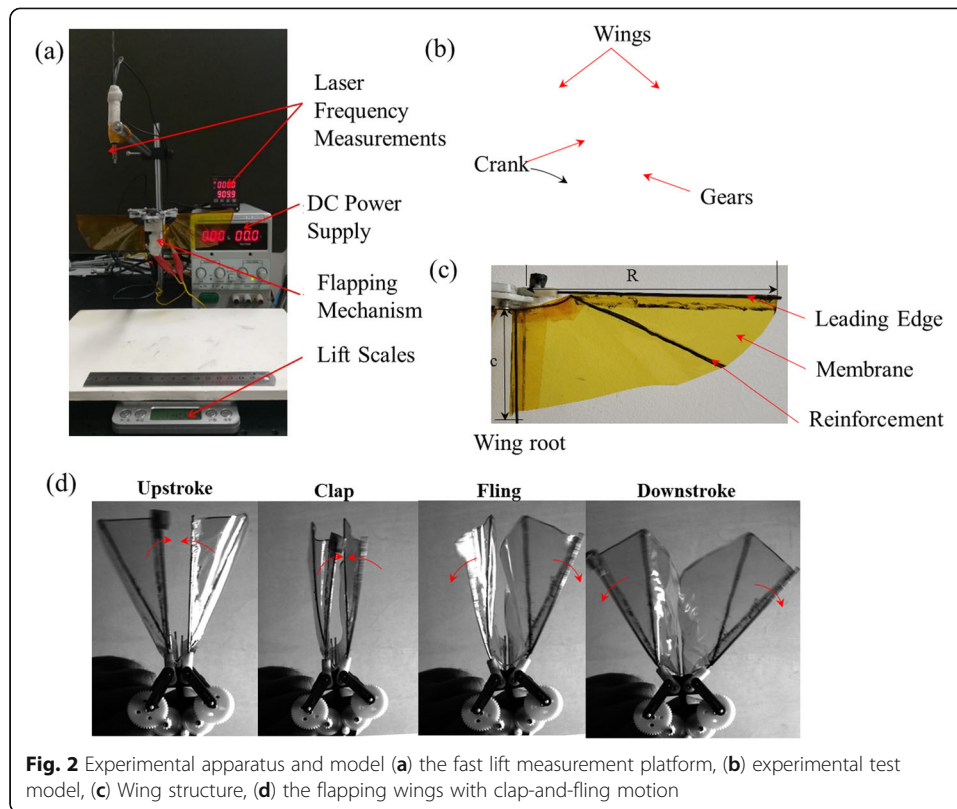 (a)
Laser
Frequency
Measurements
DC Power
Supply
Flapping
Mechanism
Lift Scales
(b)
Wings
Crank
Gears
(c)
R
c
Leading Edge
Membrane
Reinforcement
Wing root
(d)
Upstroke
Clap
Fling
Downstroke
Fig. 2 Experimental apparatus and model (a) the fast lift measurement platform, (b) experimental test
model, (c) Wing structure, (d) the flapping wings with clap-and-fling motion